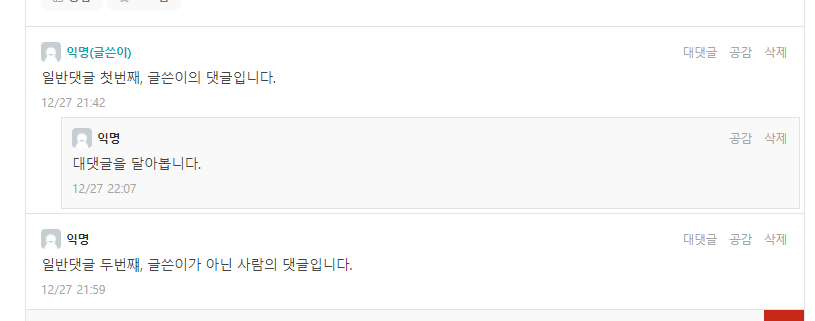 익명(글쓴이)
대댓글 공감 삭제
일반댓글 첫번째, 글쓴이의 댓글입니다.
12/27 21:42
익명
공감 삭제
대댓글을 달아봅니다.
12/27 22:07
익명
대댓글 공감 삭제
일반댓글 두번째, 글쓴이가 아닌 사람의 댓글입니다.
12/27 21:59